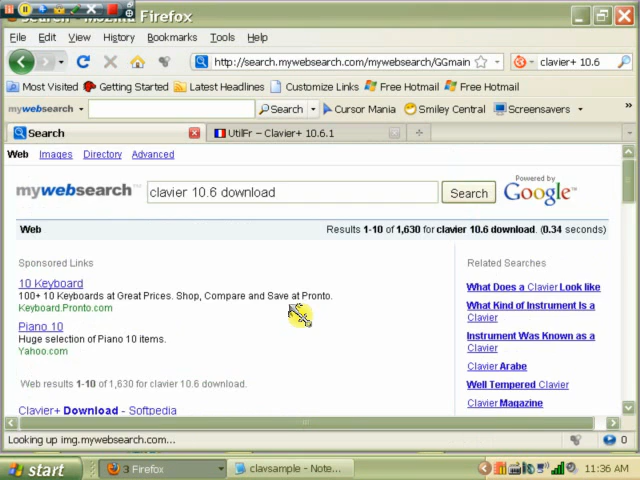 Firefox
File Edit View History Bookmarks Tools Help
http://search.mywebsearch.com/mywebsearch/GGmain
clavier+ 10.6
Most Visited Getting Started Latest Headlines Customize Links Free Hotmail Free Hotmail
mywebsearch Search Cursor Mania Smiley Central Screensavers »
Search UtilFr – Clavier+ 10.6.1
Web Images Directory Advanced
mywebsearch™ clavier 10.6 download Search Powered by Google™
Web Results 1-10 of 1,630 for clavier 10.6 download. (0.34 seconds)
Sponsored Links
10 Keyboard
100+ 10 Keyboards at Great Prices. Shop, Compare and Save at Pronto.
Keyboard.Pronto.com
Piano 10
Huge selection of Piano 10 items.
Yahoo.com
Web results 1-10 of 1,630 for clavier 10.6 download.
Clavier+ Download - Softpedia
Related Searches
What Does a Clavier Look like
What Kind of Instrument Is a
Clavier
Instrument Was Known as a
Clavier
Clavier Arabe
Well Tempered Clavier
Clavier Magazine
Looking up img.mywebsearch.com... 0
start 3 Firefox clavsample - Note... 11:36 AM